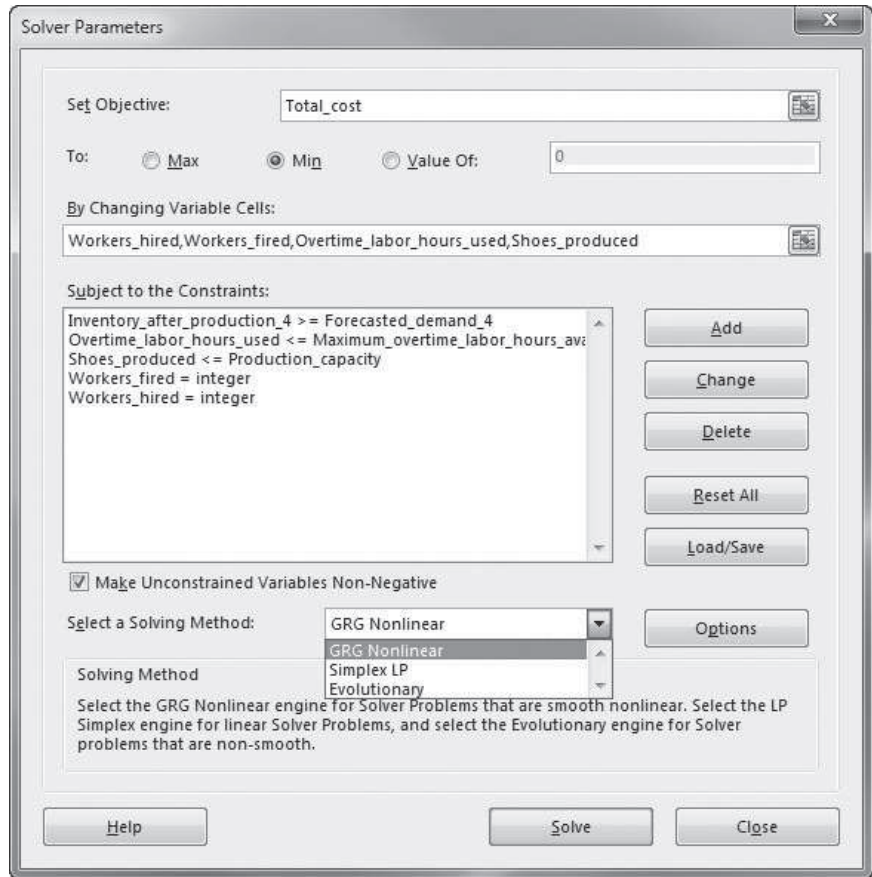 Solver Parameters
X
Set Objective:
Total_cost
To:
Max
Min
Value Of:
0
By Changing Variable Cells:
Workers_hired,Workers_fired,Overtime_labor_hours_used,Shoes_produced
Subject to the Constraints:
Inventory_after_production_4 >= Forecasted_demand_4
Overtime_labor_hours_used <= Maximum_overtime_labor_hours_ava
Shoes_produced <= Production_capacity
Workers_fired = integer
Workers_hired = integer
Add
Change
Delete
Reset All
Load/Save
Make Unconstrained Variables Non-Negative
Select a Solving Method:
GRG Nonlinear
Options
GRG Nonlinear
Simplex LP
Evolutionary
Solving Method
Select the GRG Nonlinear engine for Solver Problems that are smooth nonlinear. Select the LP
Simplex engine for linear Solver Problems, and select the Evolutionary engine for Solver
problems that are non-smooth.
Help
Solve
Close